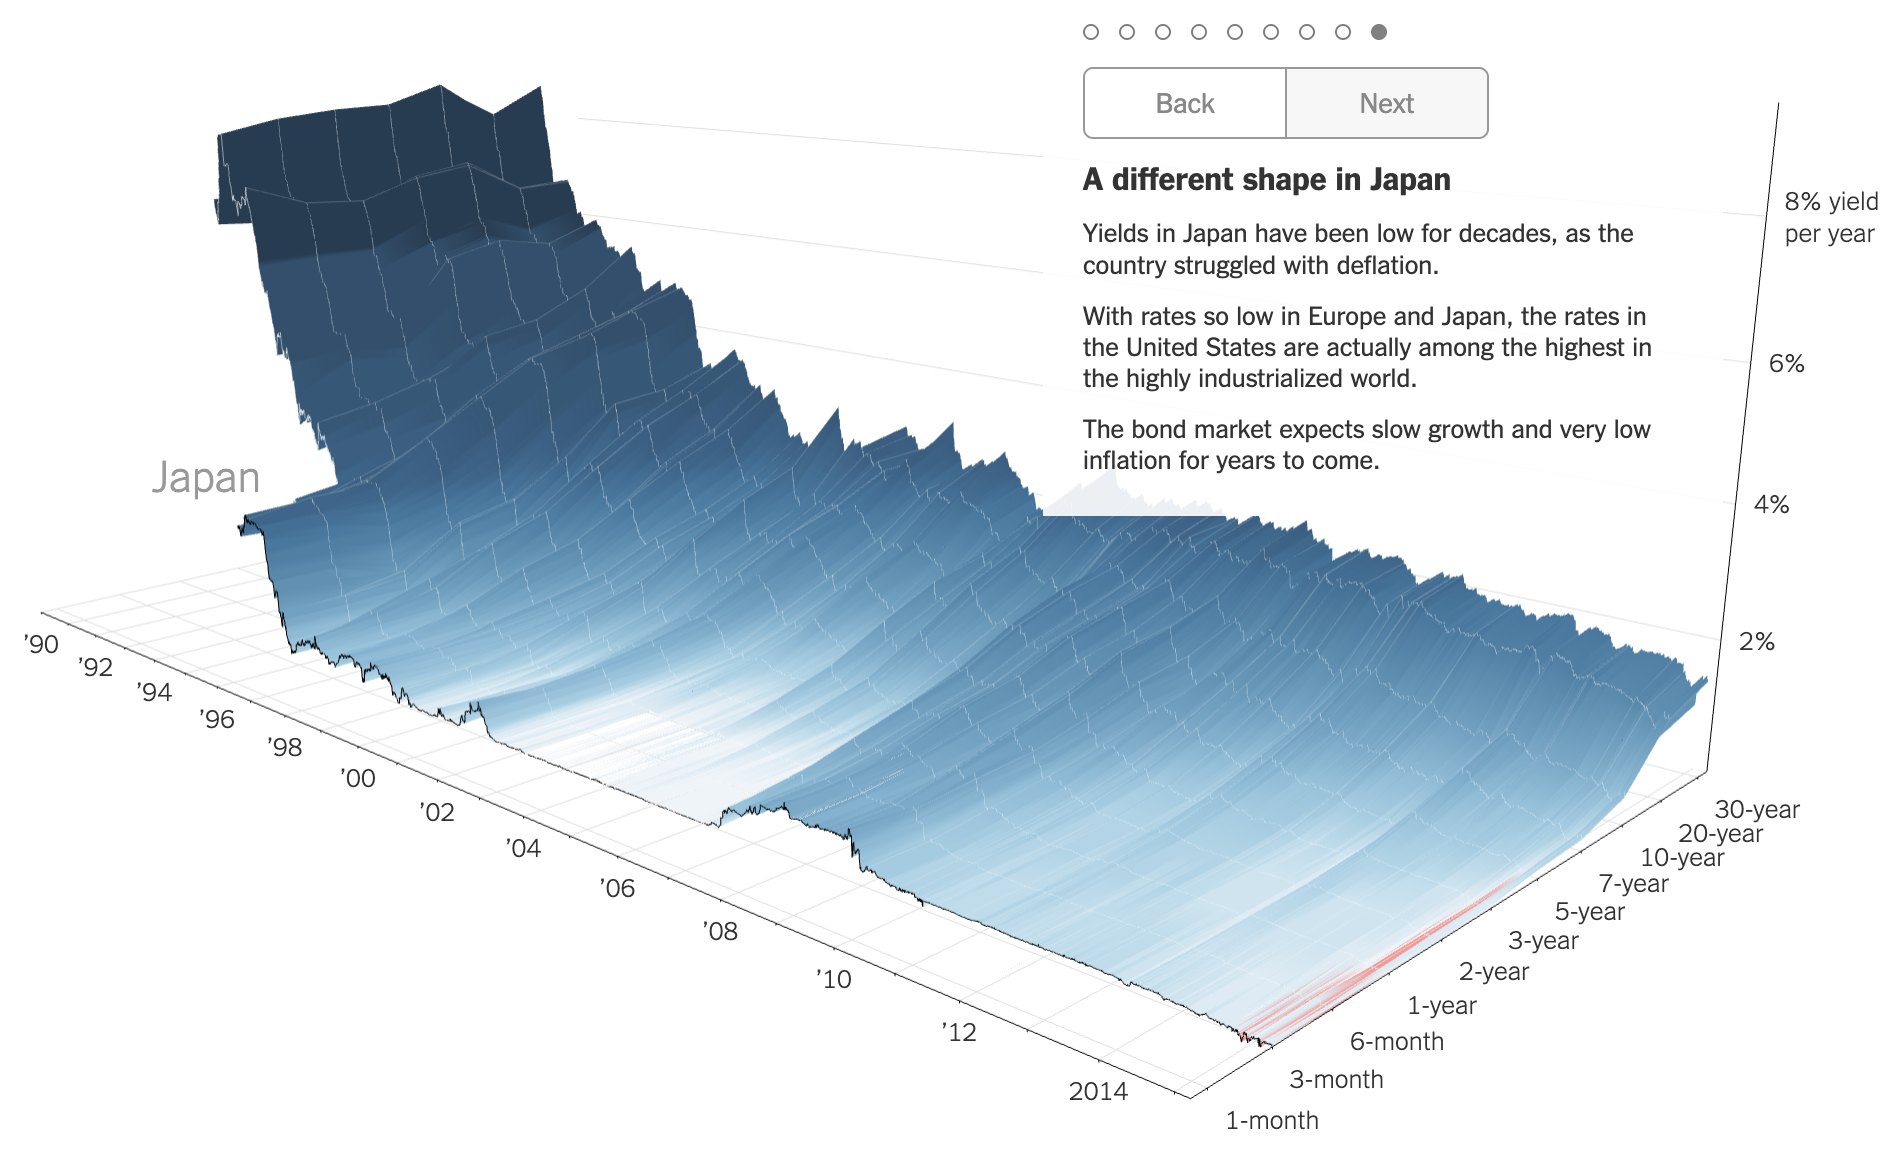 Back
Next
A different shape in Japan
Yields in Japan have been low for decades, as the
country struggled with deflation.
With rates so low in Europe and Japan, the rates in
the United States are actually among the highest in
the highly industrialized world.
The bond market expects slow growth and very low
inflation for years to come.
8% yield
per year
6%
4%
2%
Japan
’90
’92
’94
’96
’98
’00
’02
’04
’06
’08
’10
’12
2014
30-year
20-year
10-year
7-year
5-year
3-year
2-year
1-year
6-month
3-month
1-month